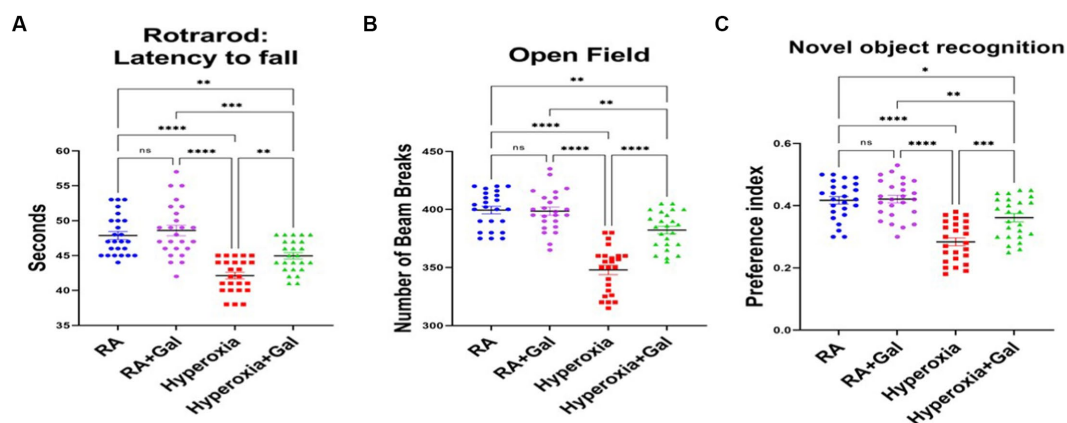 A
Rotrarod:
Latency to fall
**
***
****
ns
****
**
60
55
50
45
40
35
Seconds
RA
RA+Gal
Hyperoxia
Hyperoxia+Gal
B
Open Field
**
**
****
ns
****
****
450
400
350
300
Number of Beam Breaks
RA
RA+Gal
Hyperoxia
Hyperoxia+Gal
C
Novel object recognition
*
**
****
ns
****
***
0.6
0.4
0.2
0.0
Preference index
RA
RA+Gal
Hyperoxia
Hyperoxia+Gal